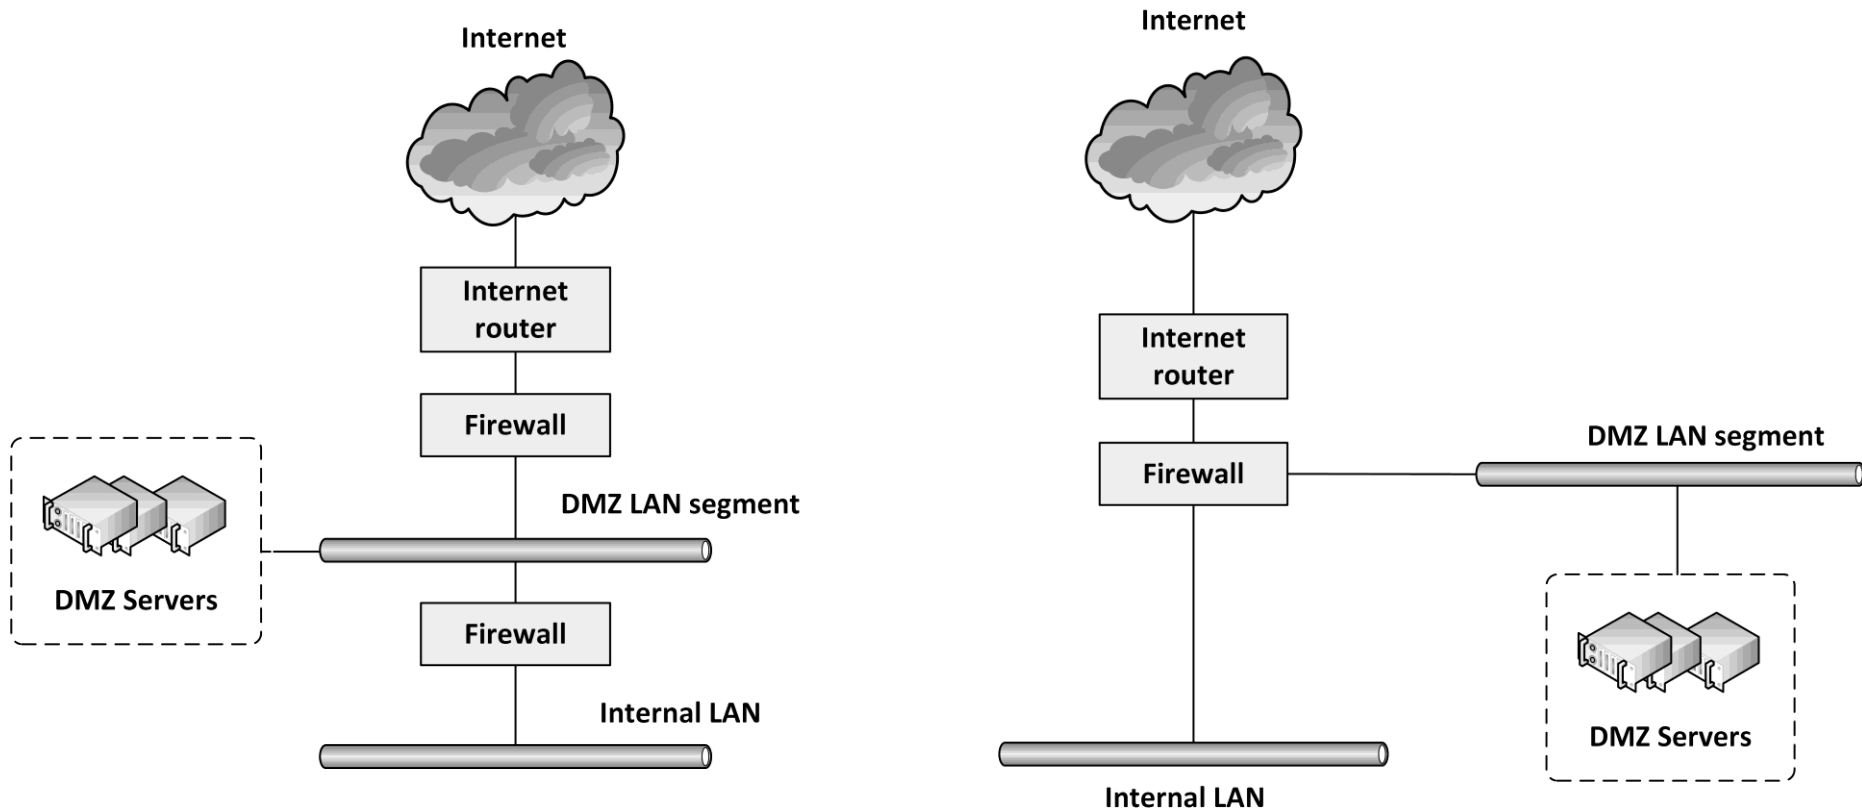 Internet
Internet
router
Firewall
DMZ LAN segment
DMZ Servers
Firewall
Internal LAN
Internet
Internet
router
Firewall
DMZ LAN segment
DMZ Servers
Internal LAN